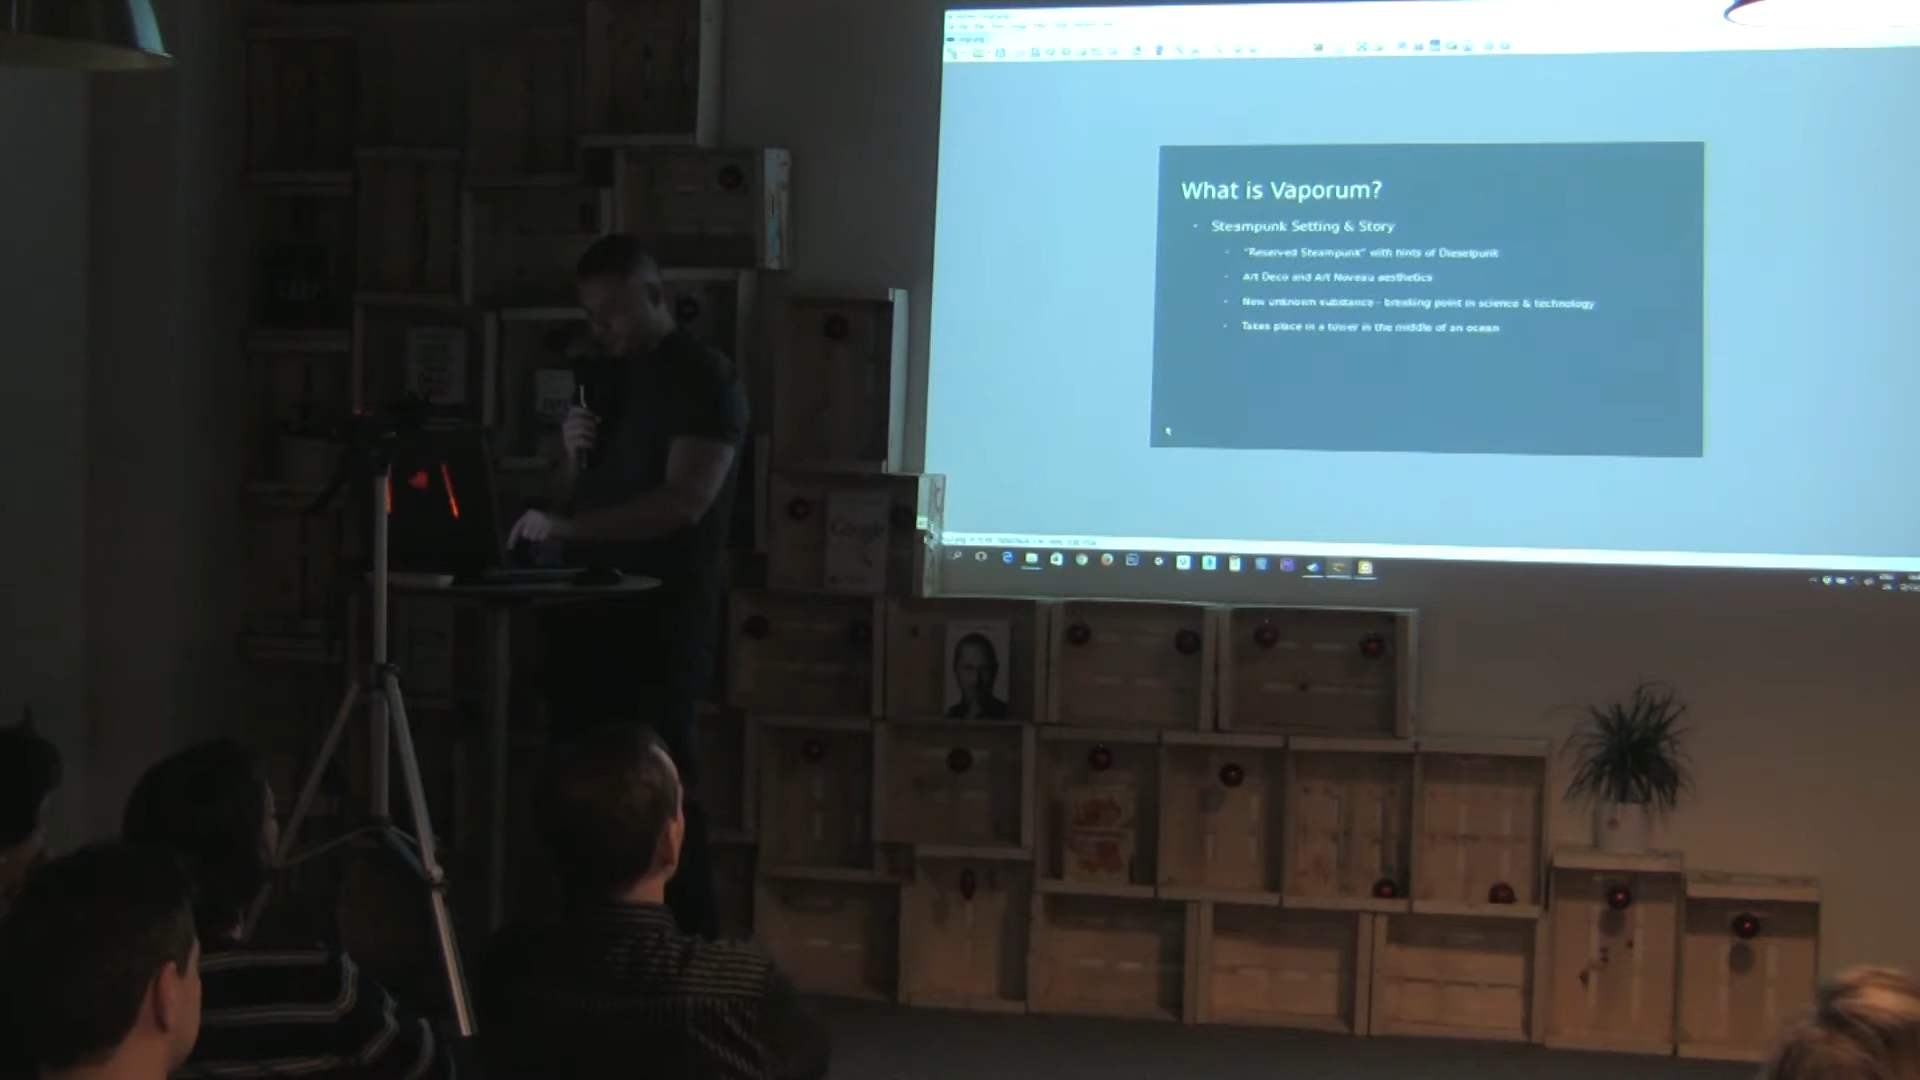 What is Vaporum?
Steampunk Setting & Story
"Reserved Steampunk" with hints of Dieselpunk
Art Deco and Art Noveau aesthetics
New unknown substance - breaking point in science & technology
Takes place in a tower in the middle of an ocean
Google